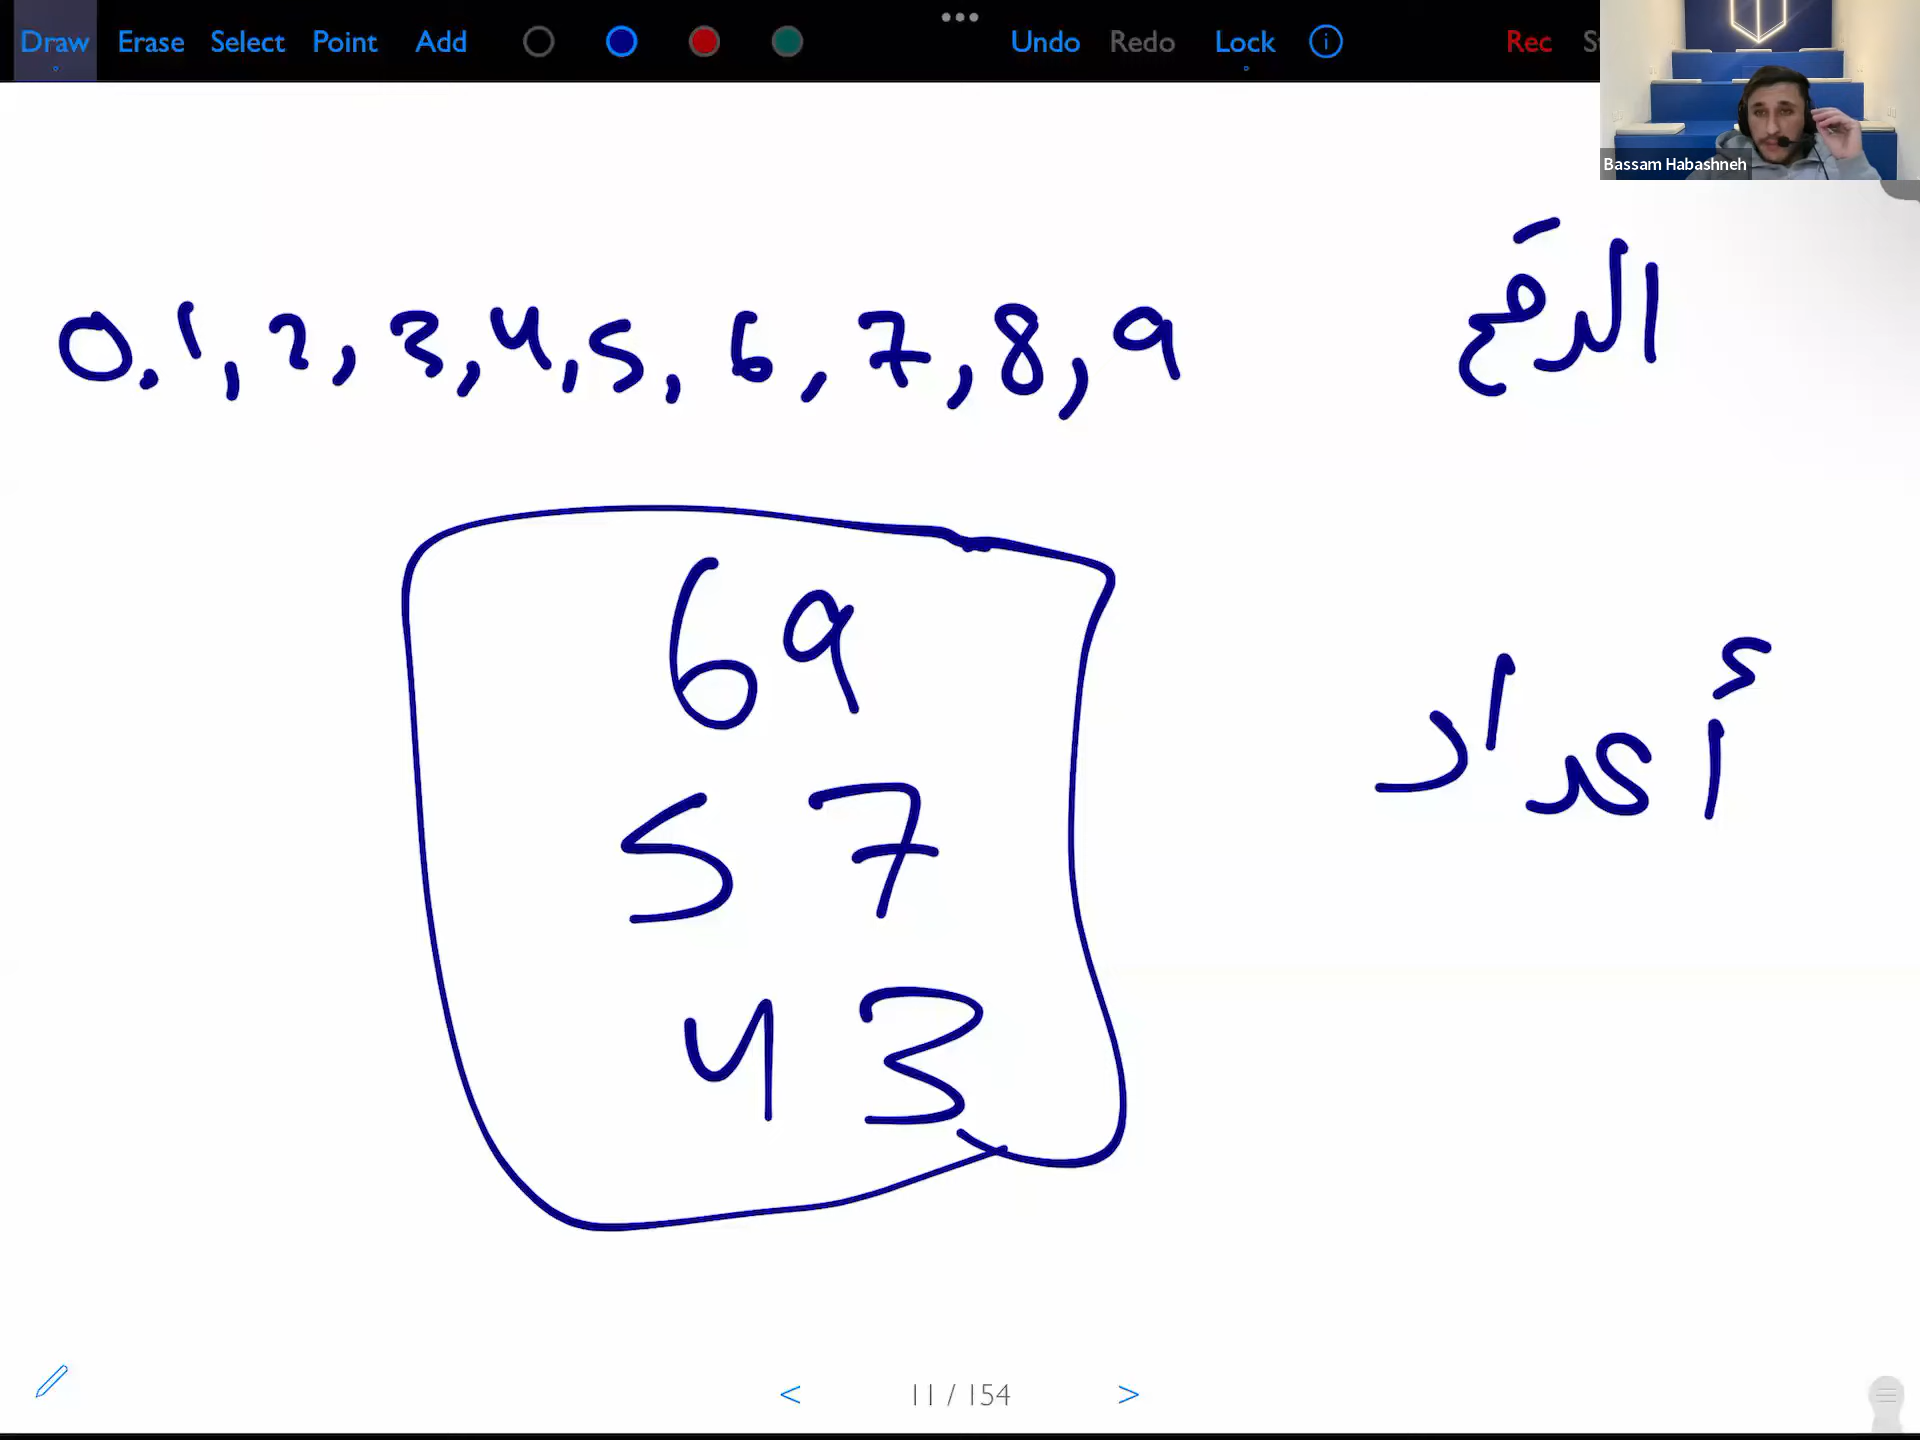 Draw Erase Select Point Add Undo Redo Lock Rec
Bassam Habashneh
0, 1, 2, 3, 4, 5, 6, 7, 8, 9 الرقم
69
57 أعداد
43
< 11 / 154 >